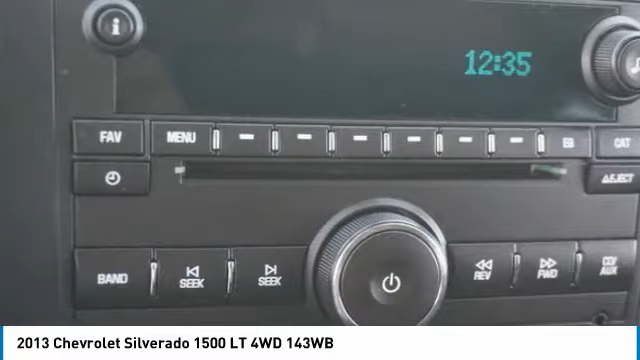 i
12:35
FAV MENU EQ CAT
EJECT
BAND SEEK SEEK REV FWD CD/
AUX
2013 Chevrolet Silverado 1500 LT 4WD 143WB